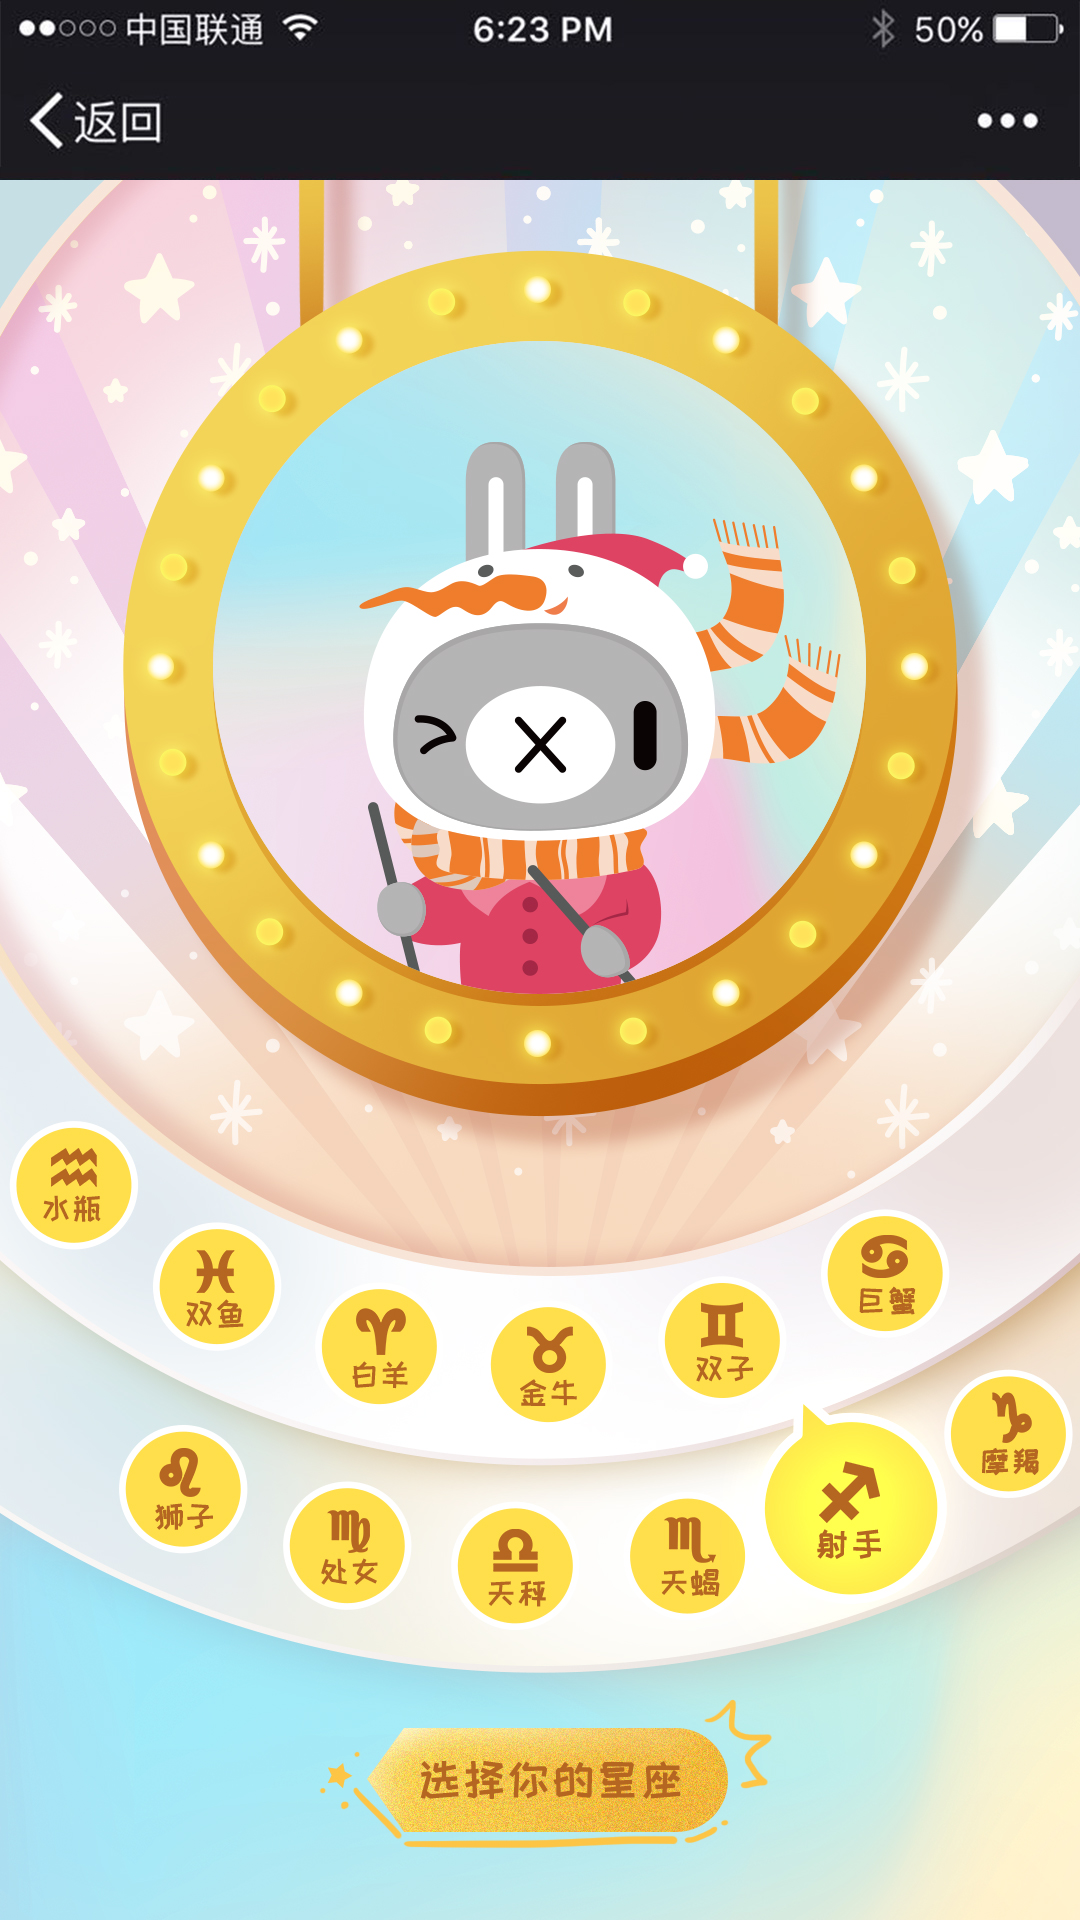 中国联通 6:23 PM 50%
返回
水瓶
双鱼
白羊
金牛
双子
巨蟹
狮子
处女
天秤
天蝎
射手
摩羯
选择你的星座